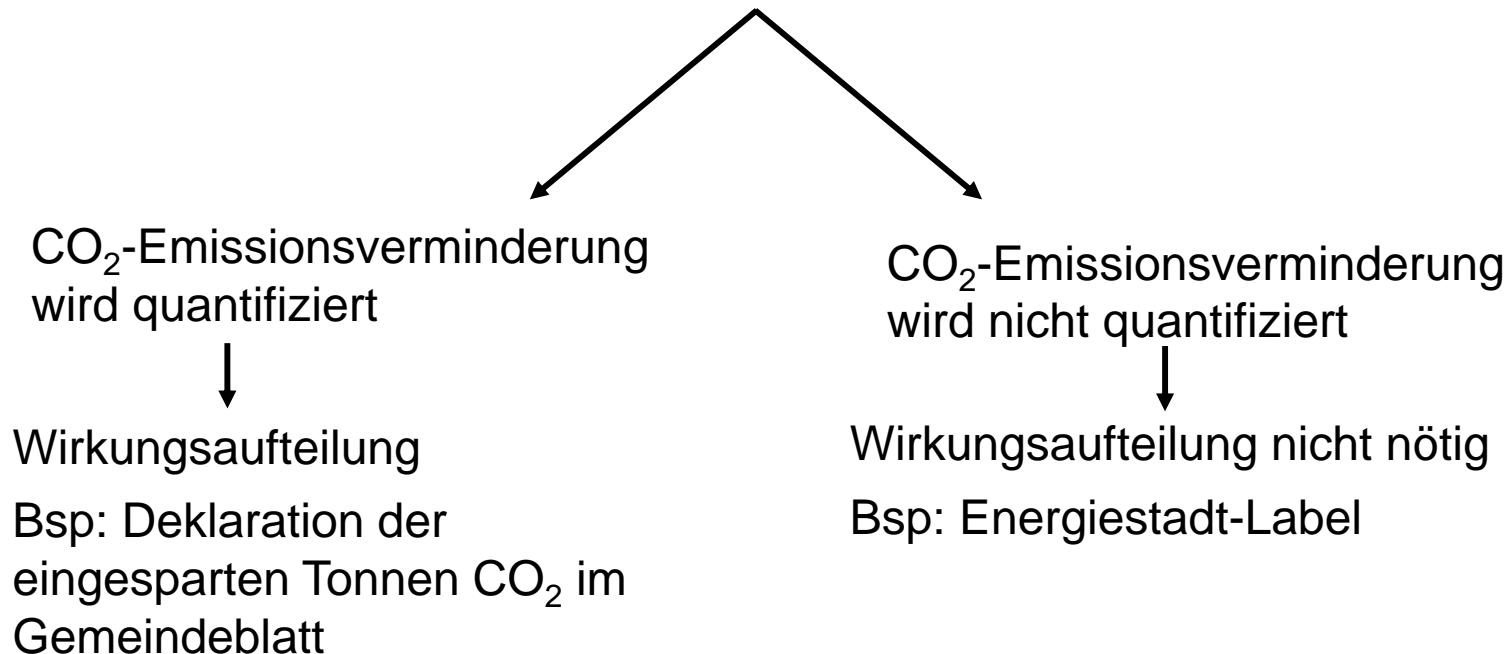 CO₂-Emissionsverminderung
wird quantifiziert
Wirkungsaufteilung
Bsp: Deklaration der
eingesparten Tonnen CO₂ im
Gemeindeblatt
CO₂-Emissionsverminderung
wird nicht quantifiziert
Wirkungsaufteilung nicht nötig
Bsp: Energiestadt-Label